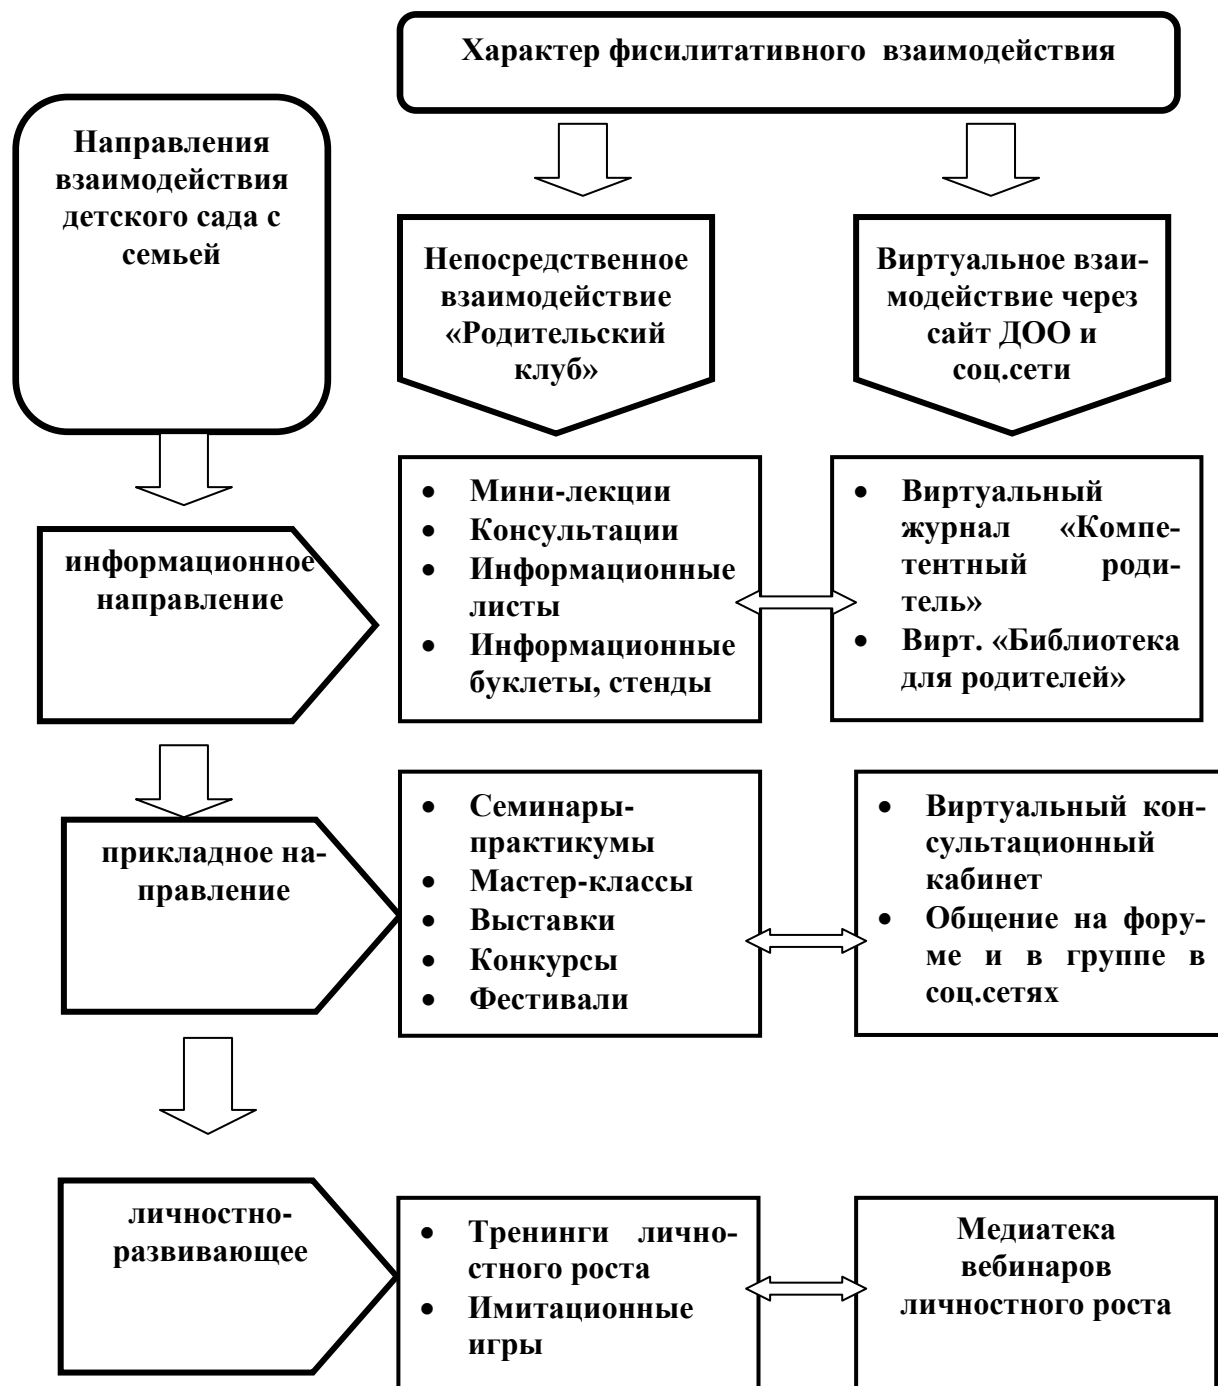 Характер фисилитативного взаимодействия
Направления
взаимодействия
детского сада с
семьей
Непосредственное
взаимодействие
«Родительский
клуб»
Виртуальное взаи-
модействие через
сайт ДОО и
соц.сети
информационное
направление
• Мини-лекции
• Консультации
• Информационные
листы
• Информационные
буклеты, стенды
• Виртуальный
журнал «Компе-
тентный роди-
тель»
• Вирт. «Библиотека
для родителей»
прикладное на-
правление
• Семинары-
практикумы
• Мастер-классы
• Выставки
• Конкурсы
• Фестивали
• Виртуальный кон-
сультационный
кабинет
• Общение на фору-
ме и в группе в
соц.сетях
личностно-
развивающее
• Тренинги лично-
стного роста
• Имитационные
игры
Медиатека
вебинаров
личностного роста